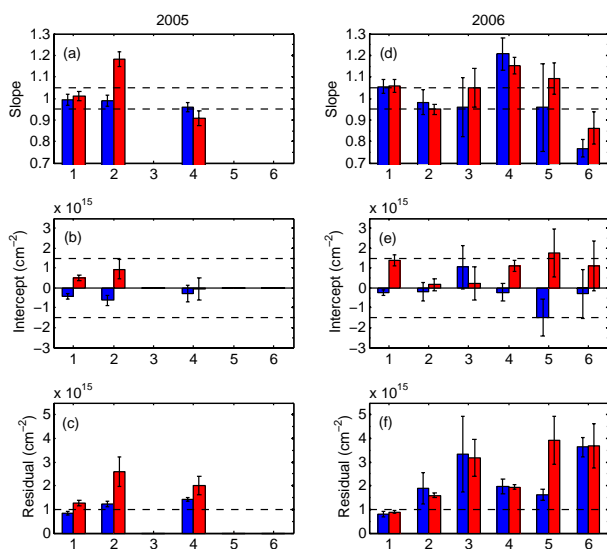 2005
(a)
Slope
1.3
1.2
1.1
1
0.9
0.8
0.7
1 2 3 4 5 6
x 10^15
(b)
Intercept (cm−2)
3
2
1
0
−1
−2
−3
1 2 3 4 5 6
x 10^15
(c)
Residual (cm−2)
5
4
3
2
1
0
1 2 3 4 5 6
2006
(d)
Slope
1.3
1.2
1.1
1
0.9
0.8
0.7
1 2 3 4 5 6
x 10^15
(e)
Intercept (cm−2)
3
2
1
0
−1
−2
−3
1 2 3 4 5 6
x 10^15
(f)
Residual (cm−2)
5
4
3
2
1
0
1 2 3 4 5 6